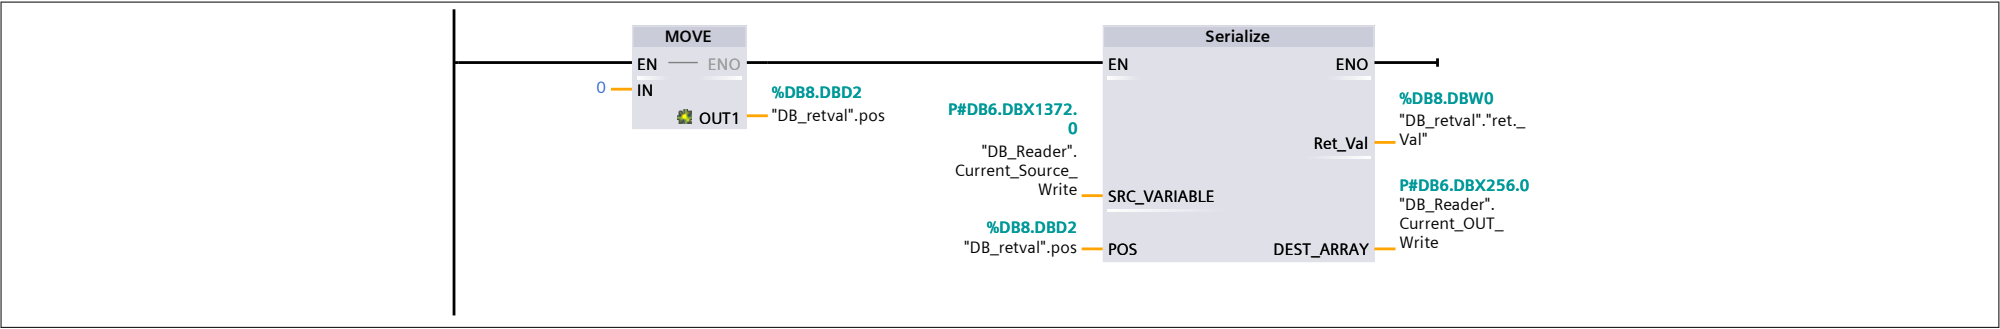 MOVE
EN
ENO
0
IN
OUT1
%DB8.DBD2
"DB_retval".pos
Serialize
EN
ENO
P#DB6.DBX1372.
0
"DB_Reader".
Current_Source_
Write
SRC_VARIABLE
%DB8.DBD2
"DB_retval".pos
POS
Ret_Val
%DB8.DBW0
"DB_retval"."ret._
Val"
DEST_ARRAY
P#DB6.DBX256.0
"DB_Reader".
Current_OUT_
Write